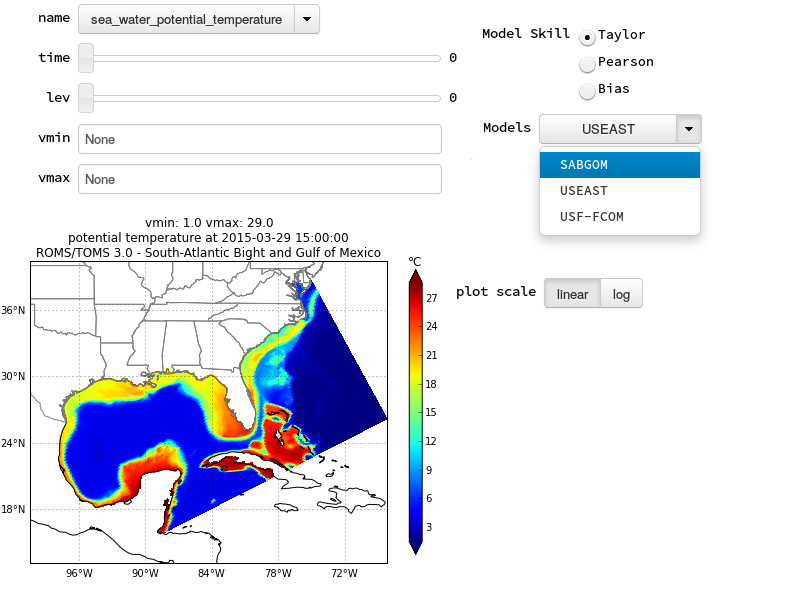 name sea_water_potential_temperature
time 0
lev 0
vmin None
vmax None
Model Skill Taylor
Pearson
Bias
Models USEAST
SABGOM
USEAST
USF-FCOM
plot scale linear log
vmin: 1.0 vmax: 29.0
potential temperature at 2015-03-29 15:00:00
ROMS/TOMS 3.0 - South-Atlantic Bight and Gulf of Mexico
36°N
30°N
24°N
18°N
96°W 90°W 84°W 78°W 72°W
°C
27
24
21
18
15
12
9
6
3